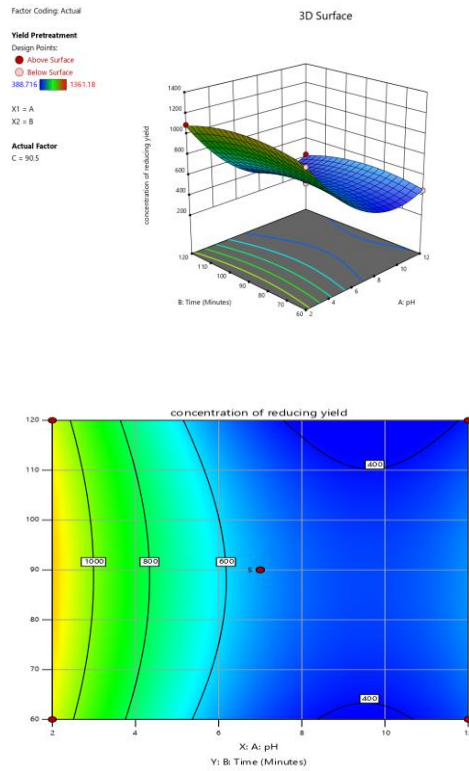 Factor Coding: Actual
3D Surface
Yield Pretreatment
Design Points:
Above Surface
Below Surface
388.716 1361.18
X1 = A
X2 = B
Actual Factor
C = 90.5
concentration of reducing yield
1400
1200
1000
800
600
400
200
120
110
100
90
80
70
60
2
4
6
8
10
12
B: Time (Minutes)
A: pH
concentration of reducing yield
120
110
100
90
80
70
60
1000
800
600
400
400
5
2
4
6
8
10
X: A: pH
Y: B: Time (Minutes)